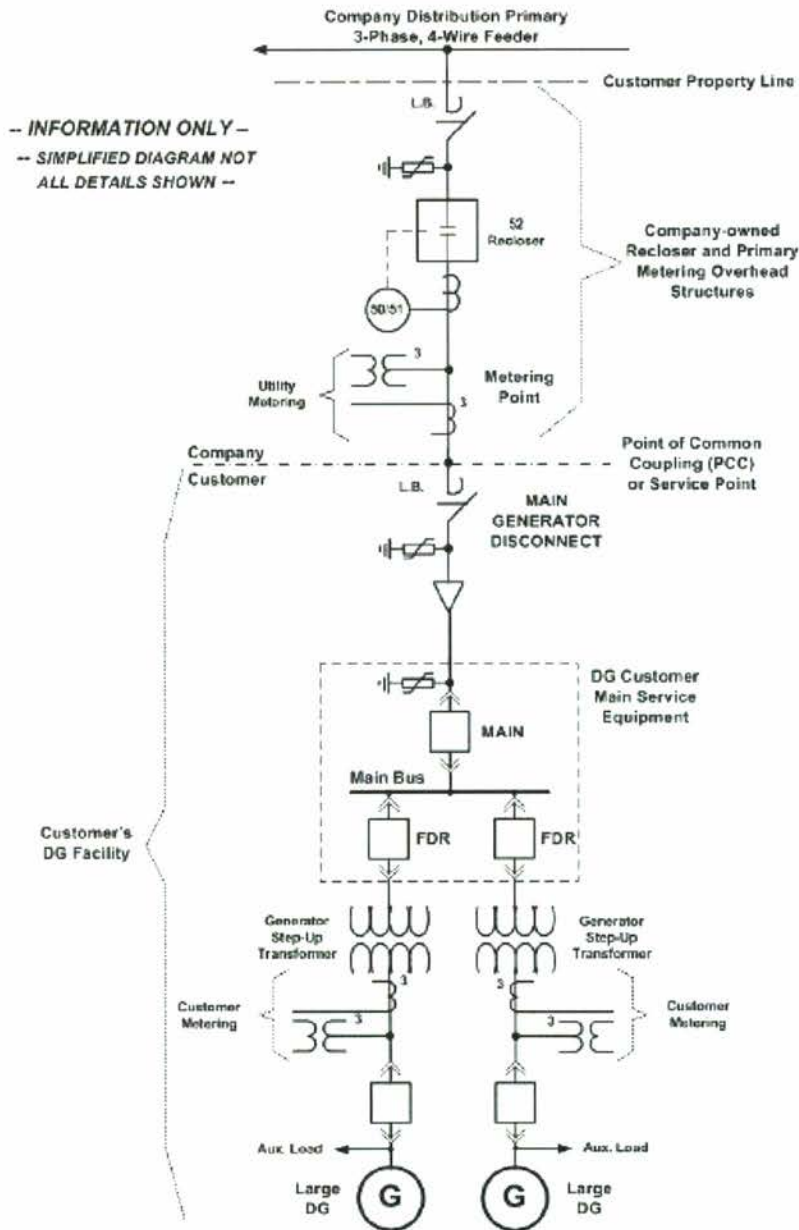 Company Distribution Primary
3-Phase, 4-Wire Feeder
Customer Property Line
L.B.
-- INFORMATION ONLY --
-- SIMPLIFIED DIAGRAM NOT
ALL DETAILS SHOWN --
52
Recloser
Company-owned
Recloser and Primary
Metering Overhead
Structures
50/51
3
Utility
Metering
Metering
Point
3
Company
Customer
Point of Common
Coupling (PCC)
or Service Point
L.B.
MAIN
GENERATOR
DISCONNECT
DG Customer
Main Service
Equipment
MAIN
Main Bus
FDR
FDR
Customer's
DG Facility
Generator
Step-Up
Transformer
Generator
Step-Up
Transformer
3
3
Customer
Metering
3
3
Customer
Metering
Aux. Load
Aux. Load
Large
DG
G
G
Large
DG